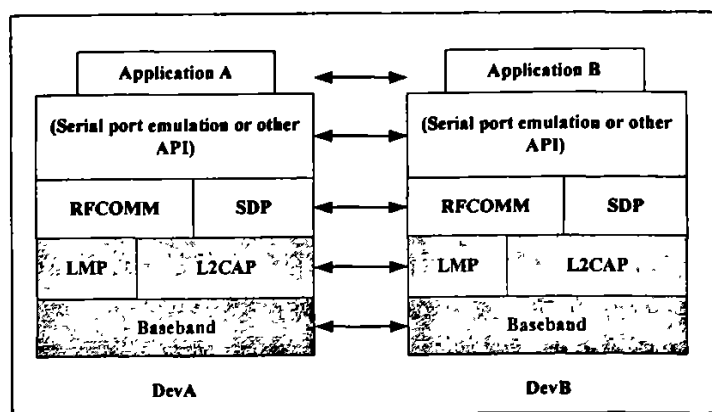 Application A
Application B
(Serial port emulation or other
API)
(Serial port emulation or other
API)
RFCOMM
SDP
RFCOMM
SDP
LMP
L2CAP
LMP
L2CAP
Baseband
Baseband
DevA
DevB